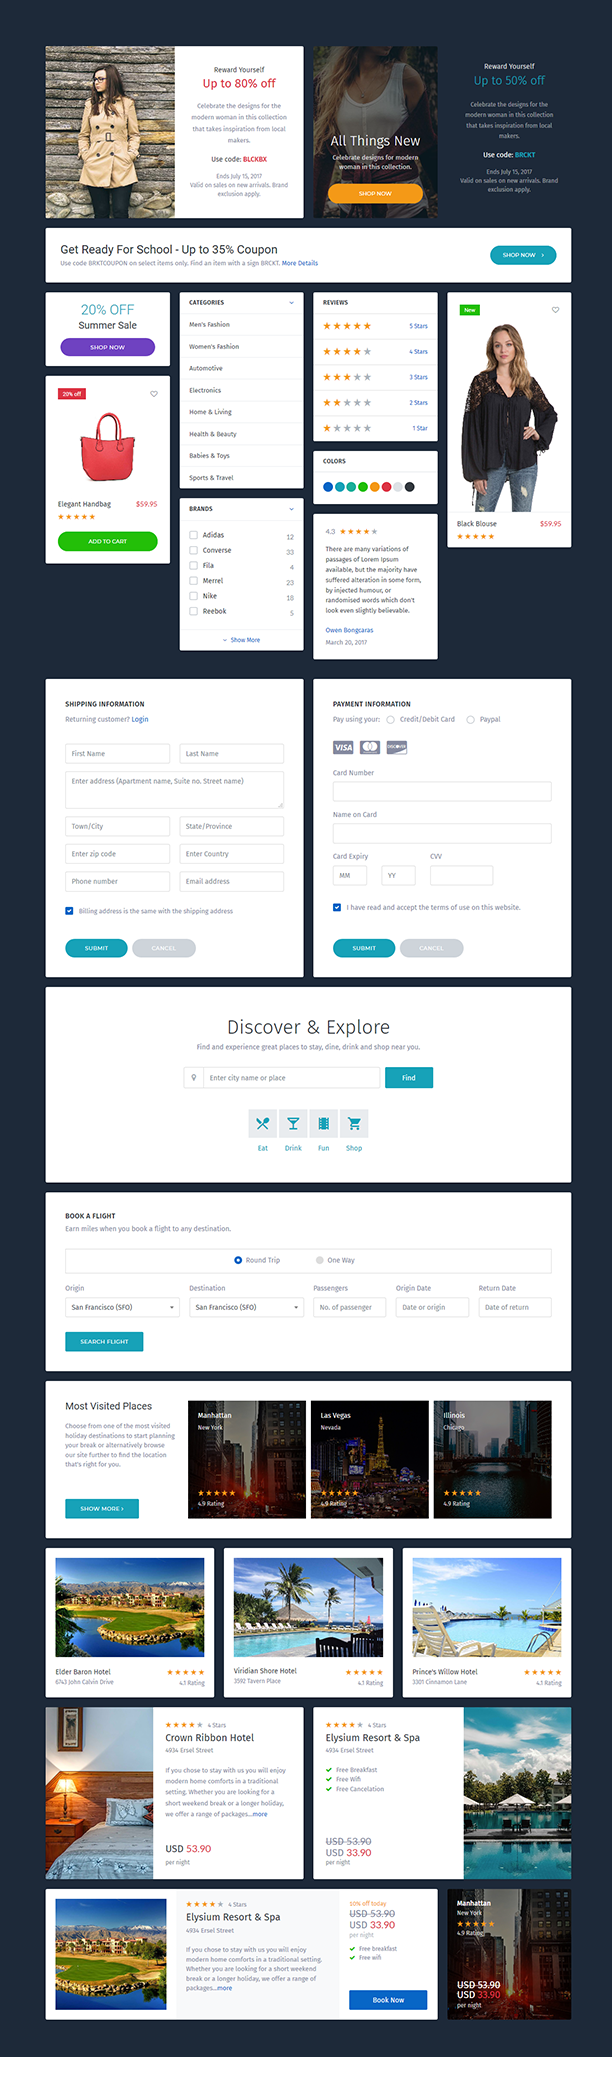 Reward Yourself
Up to 80% off
Celebrate the designs for the
modern woman in this collection
that takes inspiration from local
makers.
Use code: BLCKBX
Ends July 15, 2017
Valid on sales on new arrivals. Brand
exclusion apply.
All Things New
Celebrate designs for modern
women in this collection.
SHOP NOW
Reward Yourself
Up to 50% off
Celebrate the designs for the
modern woman in this collection
that takes inspiration from local
makers.
Use code: BRCKT
Ends July 15, 2017
Valid on sales on new arrivals. Brand
exclusion apply.
Get Ready For School - Up to 35% Coupon
Use code BRKTCOUPON on select items only. Find an item with a sign BRCKT. More Details
SHOP NOW >
20% OFF
Summer Sale
SHOP NOW
20% off
Elegant Handbag $59.95
ADD TO CART
CATEGORIES
Men's Fashion
Women's Fashion
Automotive
Electronics
Home & Living
Health & Beauty
Babies & Toys
Sports & Travel
BRANDS
Adidas 12
Converse 33
Fila 4
Merrel 23
Nike 18
Reebok 5
Show More
REVIEWS
5 Stars
4 Stars
3 Stars
2 Stars
1 Star
COLORS
4.3
There are many variations of
passages of Lorem Ipsum
available, but the majority have
suffered alteration in some form,
by injected humour, or
randomised words which don't
look even slightly believable.
Owen Bongcaras
March 20, 2017
New
Black Blouse $59.95
SHIPPING INFORMATION
Returning customer? Login
First Name Last Name
Enter address (Apartment name, Suite no. Street name)
Town/City State/Province
Enter zip code Enter Country
Phone number Email address
Billing address is the same with the shipping address
SUBMIT CANCEL
PAYMENT INFORMATION
Pay using your: Credit/Debit Card Paypal
VISA MasterCard DISCOVER
Card Number
Name on Card
Card Expiry CVV
MM YY
I have read and accept the terms of use on this website.
SUBMIT CANCEL
Discover & Explore
Find and experience great places to stay, dine, drink and shop near you.
Enter city name or place Find
Eat Drink Fun Shop
BOOK A FLIGHT
Earn miles when you book a flight to any destination.
Round Trip One Way
Origin Destination Passengers Origin Date Return Date
San Francisco (SFO) San Francisco (SFO) No. of passenger Date or origin Date of return
SEARCH FLIGHT
Most Visited Places
Choose from one of the most visited
holiday destinations to start planning
your break or alternatively browse
our site further to find the location
that's right for you.
SHOW MORE >
Manhattan
New York
4.9 Rating
Las Vegas
Nevada
4.9 Rating
Illinois
Chicago
4.9 Rating
Elder Baron Hotel
6743 John Calvin Drive 4.1 Rating
Viridian Shore Hotel
3592 Tavern Place 4.1 Rating
Prince's Willow Hotel
3301 Cinnamon Lane 4.1 Rating
4 Stars
Crown Ribbon Hotel
4934 Ersel Street
If you chose to stay with us you will enjoy
modern home comforts in a traditional
setting. Whether you are looking for a
short weekend break or a longer holiday,
we offer a range of packages...more
USD 53.90
per night
4 Stars
Elysium Resort & Spa
4934 Ersel Street
Free Breakfast
Free Wifi
Free Cancelation
USD 53.90
USD 33.90
per night
4 Stars
Elysium Resort & Spa
4934 Ersel Street
If you chose to stay with us you will enjoy
modern home comforts in a traditional setting.
Whether you are looking for a short weekend
break or a longer holiday, we offer a range of
packages...more
10% off today
USD 53.90
USD 33.90
per night
Free breakfast
Free wifi
Book Now
Manhattan
New York
4.9 Rating
USD 53.90
USD 33.90
per night